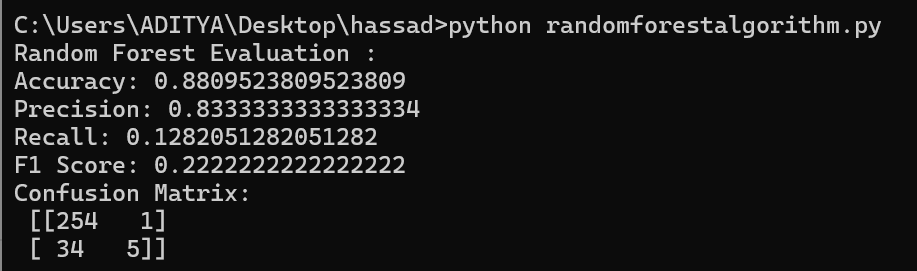 C:\Users\ADITYA\Desktop\hassad>python randomforestalgorithm.py
Random Forest Evaluation :
Accuracy: 0.8809523809523809
Precision: 0.8333333333333334
Recall: 0.1282051282051282
F1 Score: 0.2222222222222222
Confusion Matrix:
[[254 1]
[ 34 5]]